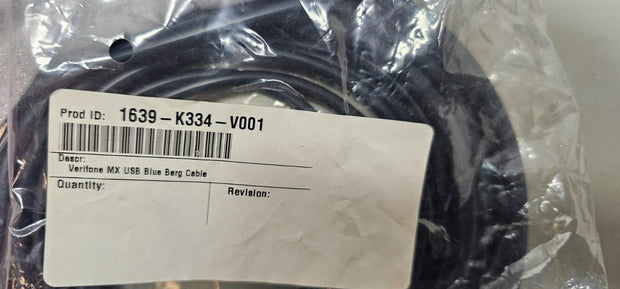 Prod ID: 1639-K334-V001
Descr:
Verifone MX USB Blue Berg Cable
Quantity:
Revision: